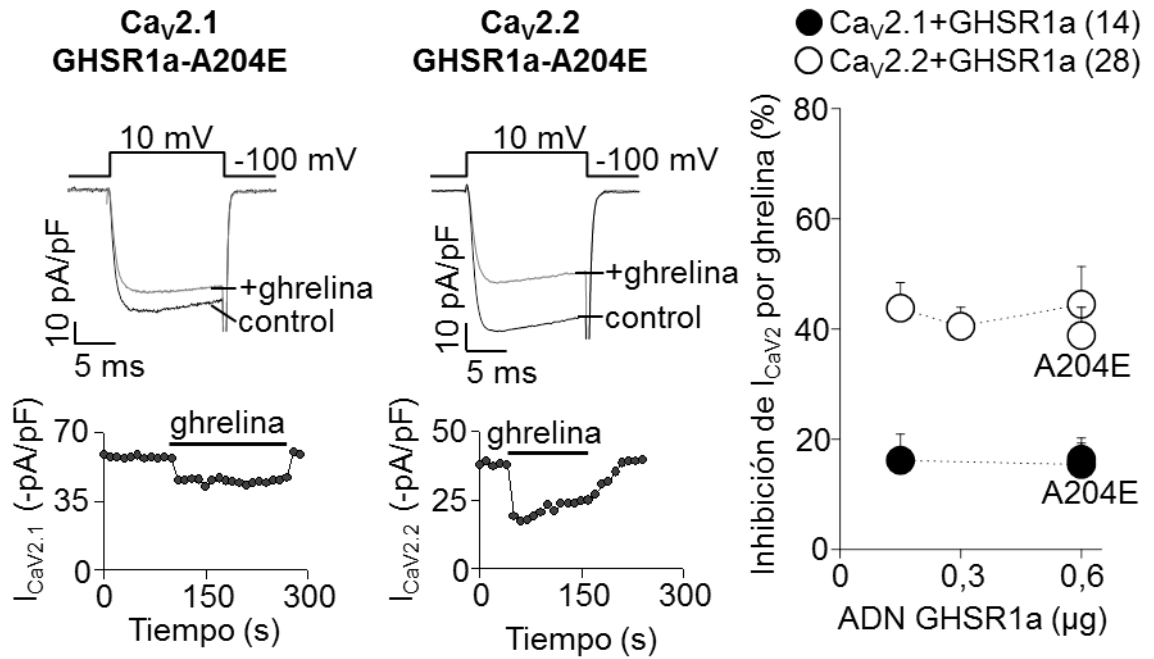 CaV2.1
GHSR1a-A204E
10 mV
-100 mV
10 pA/pF
+ghrelina
control
5 ms
ICaV2.1 (-pA/pF)
70
35
0
ghrelina
0
150
300
Tiempo (s)
CaV2.2
GHSR1a-A204E
10 mV
-100 mV
10 pA/pF
+ghrelina
control
5 ms
ICaV2.2 (-pA/pF)
50
25
0
ghrelina
0
150
300
Tiempo (s)
CaV2.1+GHSR1a (14)
CaV2.2+GHSR1a (28)
Inhibición de ICaV2 por ghrelina (%)
80
60
40
20
0
A204E
A204E
0
0,3
0,6
ADN GHSR1a (µg)